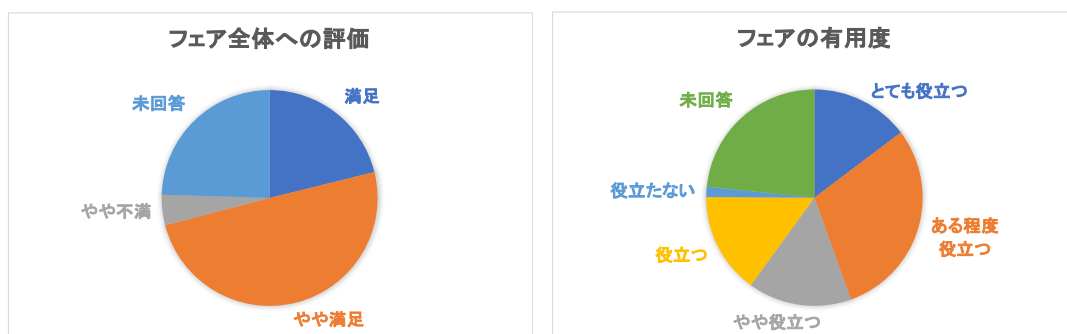 フェア全体への評価
未回答
満足
やや不満
やや満足
フェアの有用度
とても役立つ
未回答
役立たない
ある程度
役立つ
役立つ
やや役立つ